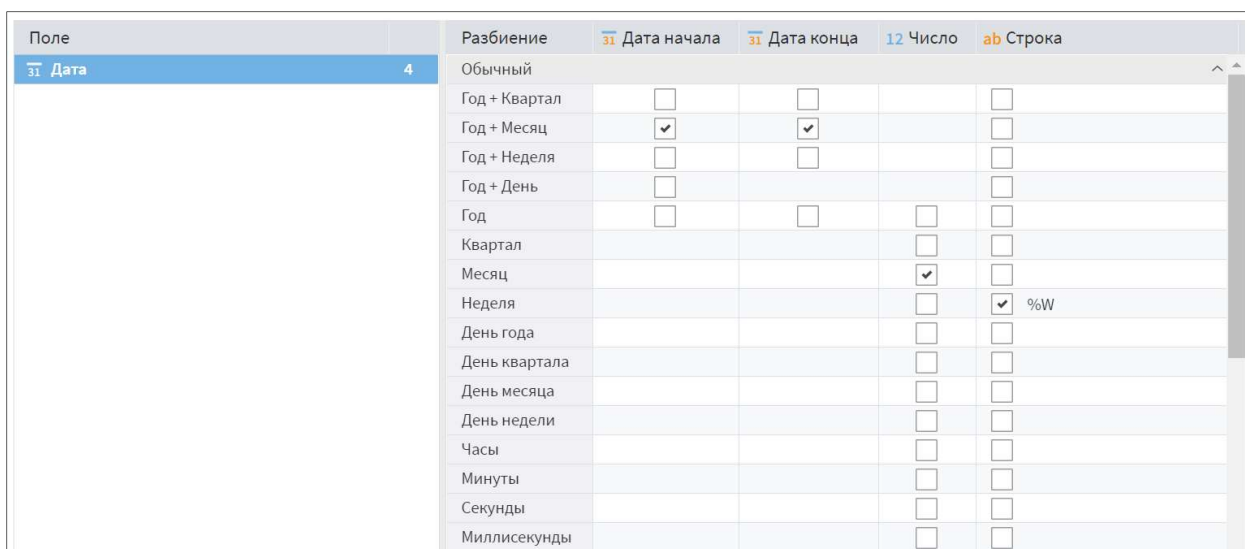 Поле Разбиение 31 Дата начала 31 Дата конца 12 Число ab Строка
31 Дата 4 Обычный
Год + Квартал
Год + Месяц
Год + Неделя
Год + День
Год
Квартал
Месяц
Неделя %W
День года
День квартала
День месяца
День недели
Часы
Минуты
Секунды
Миллисекунды